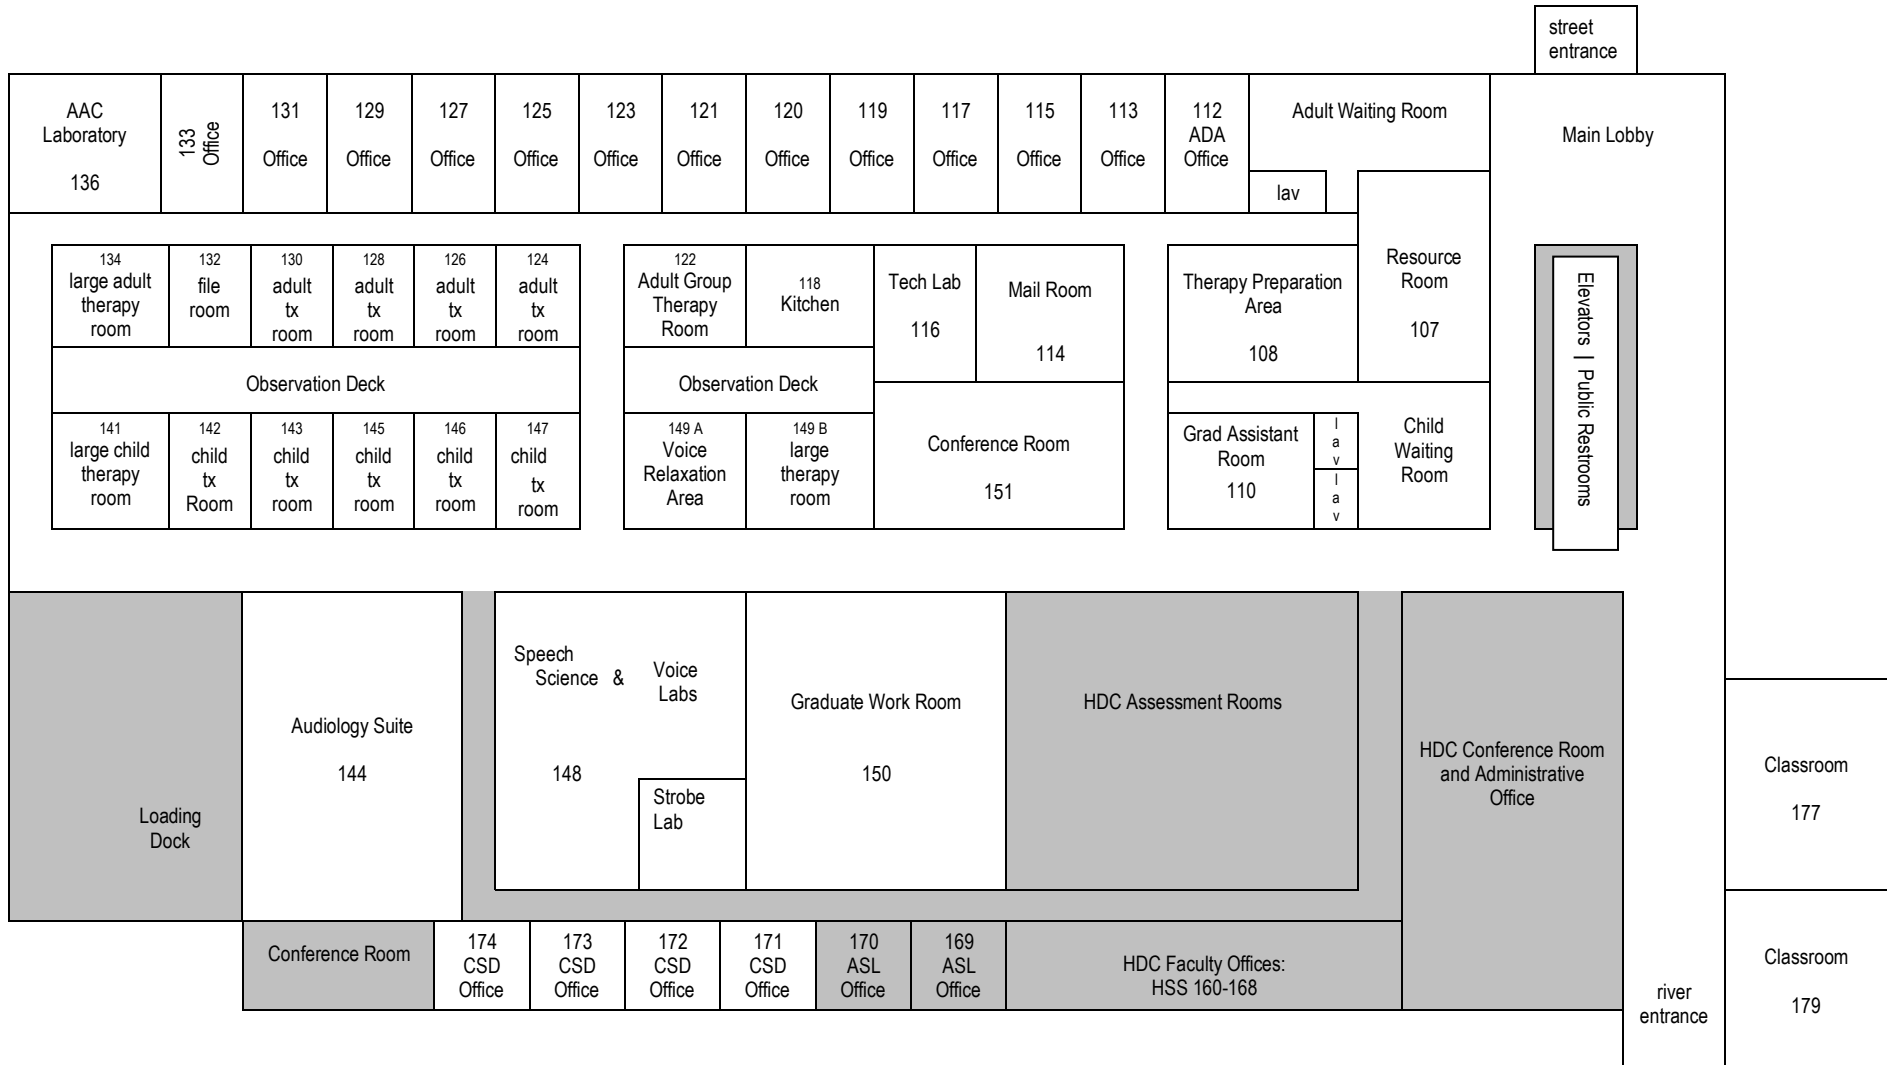 street
entrance
AAC
Laboratory
136
133
Office
131
Office
129
Office
127
Office
125
Office
123
Office
121
Office
120
Office
119
Office
117
Office
115
Office
113
Office
112
ADA
Office
Adult Waiting Room
lav
Main Lobby
134
large adult
therapy
room
132
file
room
130
adult
tx
room
128
adult
tx
room
126
adult
tx
room
124
adult
tx
room
122
Adult Group
Therapy
Room
118
Kitchen
Tech Lab
116
Mail Room
114
Therapy Preparation
Area
108
Resource
Room
107
Elevators | Public Restrooms
Observation Deck
Observation Deck
141
large child
therapy
room
142
child
tx
Room
143
child
tx
room
145
child
tx
room
146
child
tx
room
147
child
tx
room
149 A
Voice
Relaxation
Area
149 B
large
therapy
room
Conference Room
151
Grad Assistant
Room
110
l
a
v
l
a
v
Child
Waiting
Room
Loading
Dock
Audiology Suite
144
Speech
Science &
Voice
Labs
148
Strobe
Lab
Graduate Work Room
150
HDC Assessment Rooms
HDC Conference Room
and Administrative
Office
Classroom
177
Conference Room
174
CSD
Office
173
CSD
Office
172
CSD
Office
171
CSD
Office
170
ASL
Office
169
ASL
Office
HDC Faculty Offices:
HSS 160-168
river
entrance
Classroom
179